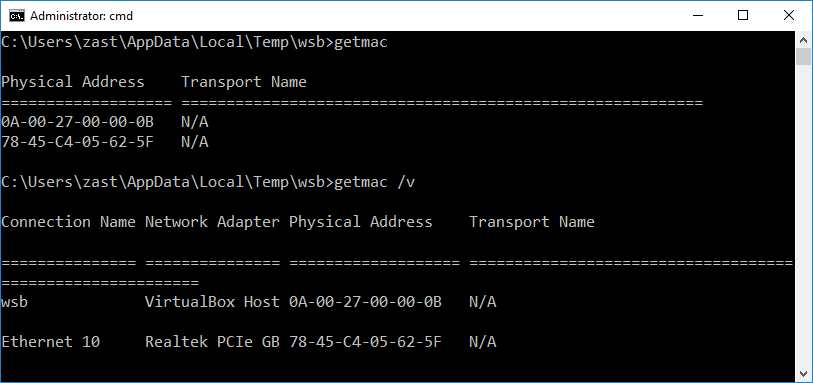 Administrator: cmd
C:\Users\zast\AppData\Local\Temp\wsb>getmac
Physical Address    Transport Name
=================== ==========================================================
0A-00-27-00-00-0B   N/A
78-45-C4-05-62-5F   N/A
C:\Users\zast\AppData\Local\Temp\wsb>getmac /v
Connection Name Network Adapter Physical Address    Transport Name
=============== =============== =================== ====================================
======================
wsb             VirtualBox Host 0A-00-27-00-00-0B   N/A
Ethernet 10     Realtek PCIe GB 78-45-C4-05-62-5F   N/A